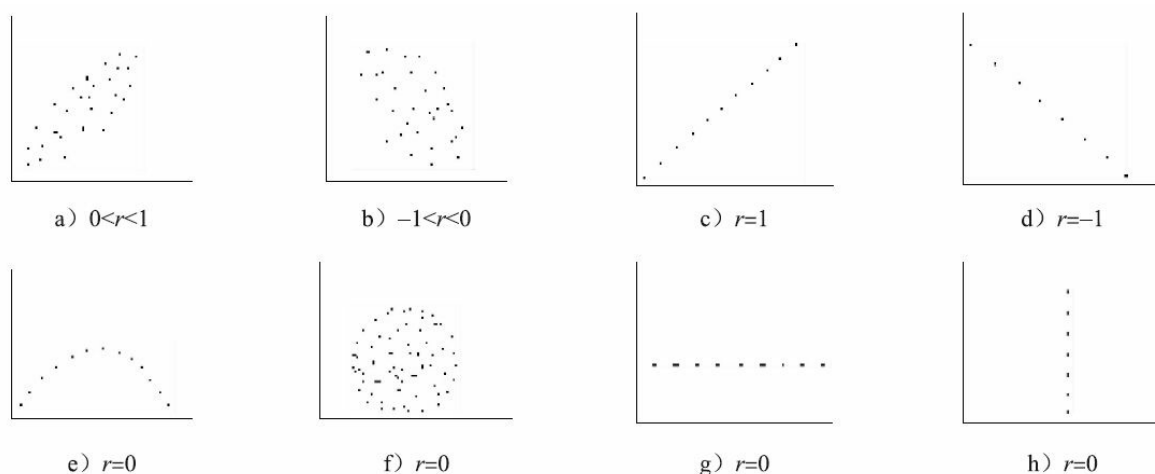 a）0<r<1
b）–1<r<0
c）r=1
d）r=–1
e）r=0
f）r=0
g）r=0
h）r=0